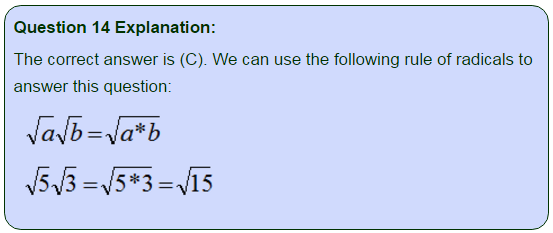 Question 14 Explanation:
The correct answer is (C). We can use the following rule of radicals to
answer this question:
√a√b=√a*b
√5√3=√5*3=√15